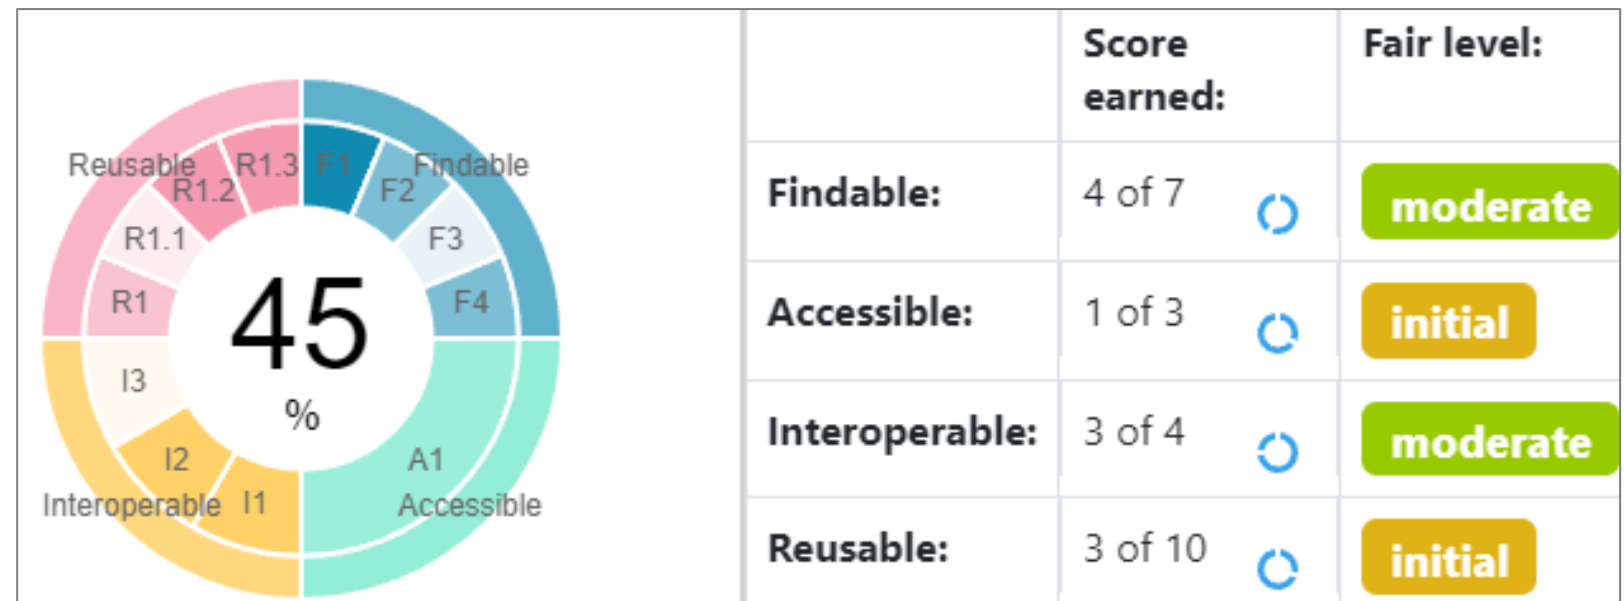 Reusable
R1.3
F1
Findable
R1.2
F2
R1.1
F3
R1
F4
45
%
I3
I2
A1
Interoperable
I1
Accessible
Score earned:
Fair level:
Findable:
4 of 7
moderate
Accessible:
1 of 3
initial
Interoperable:
3 of 4
moderate
Reusable:
3 of 10
initial